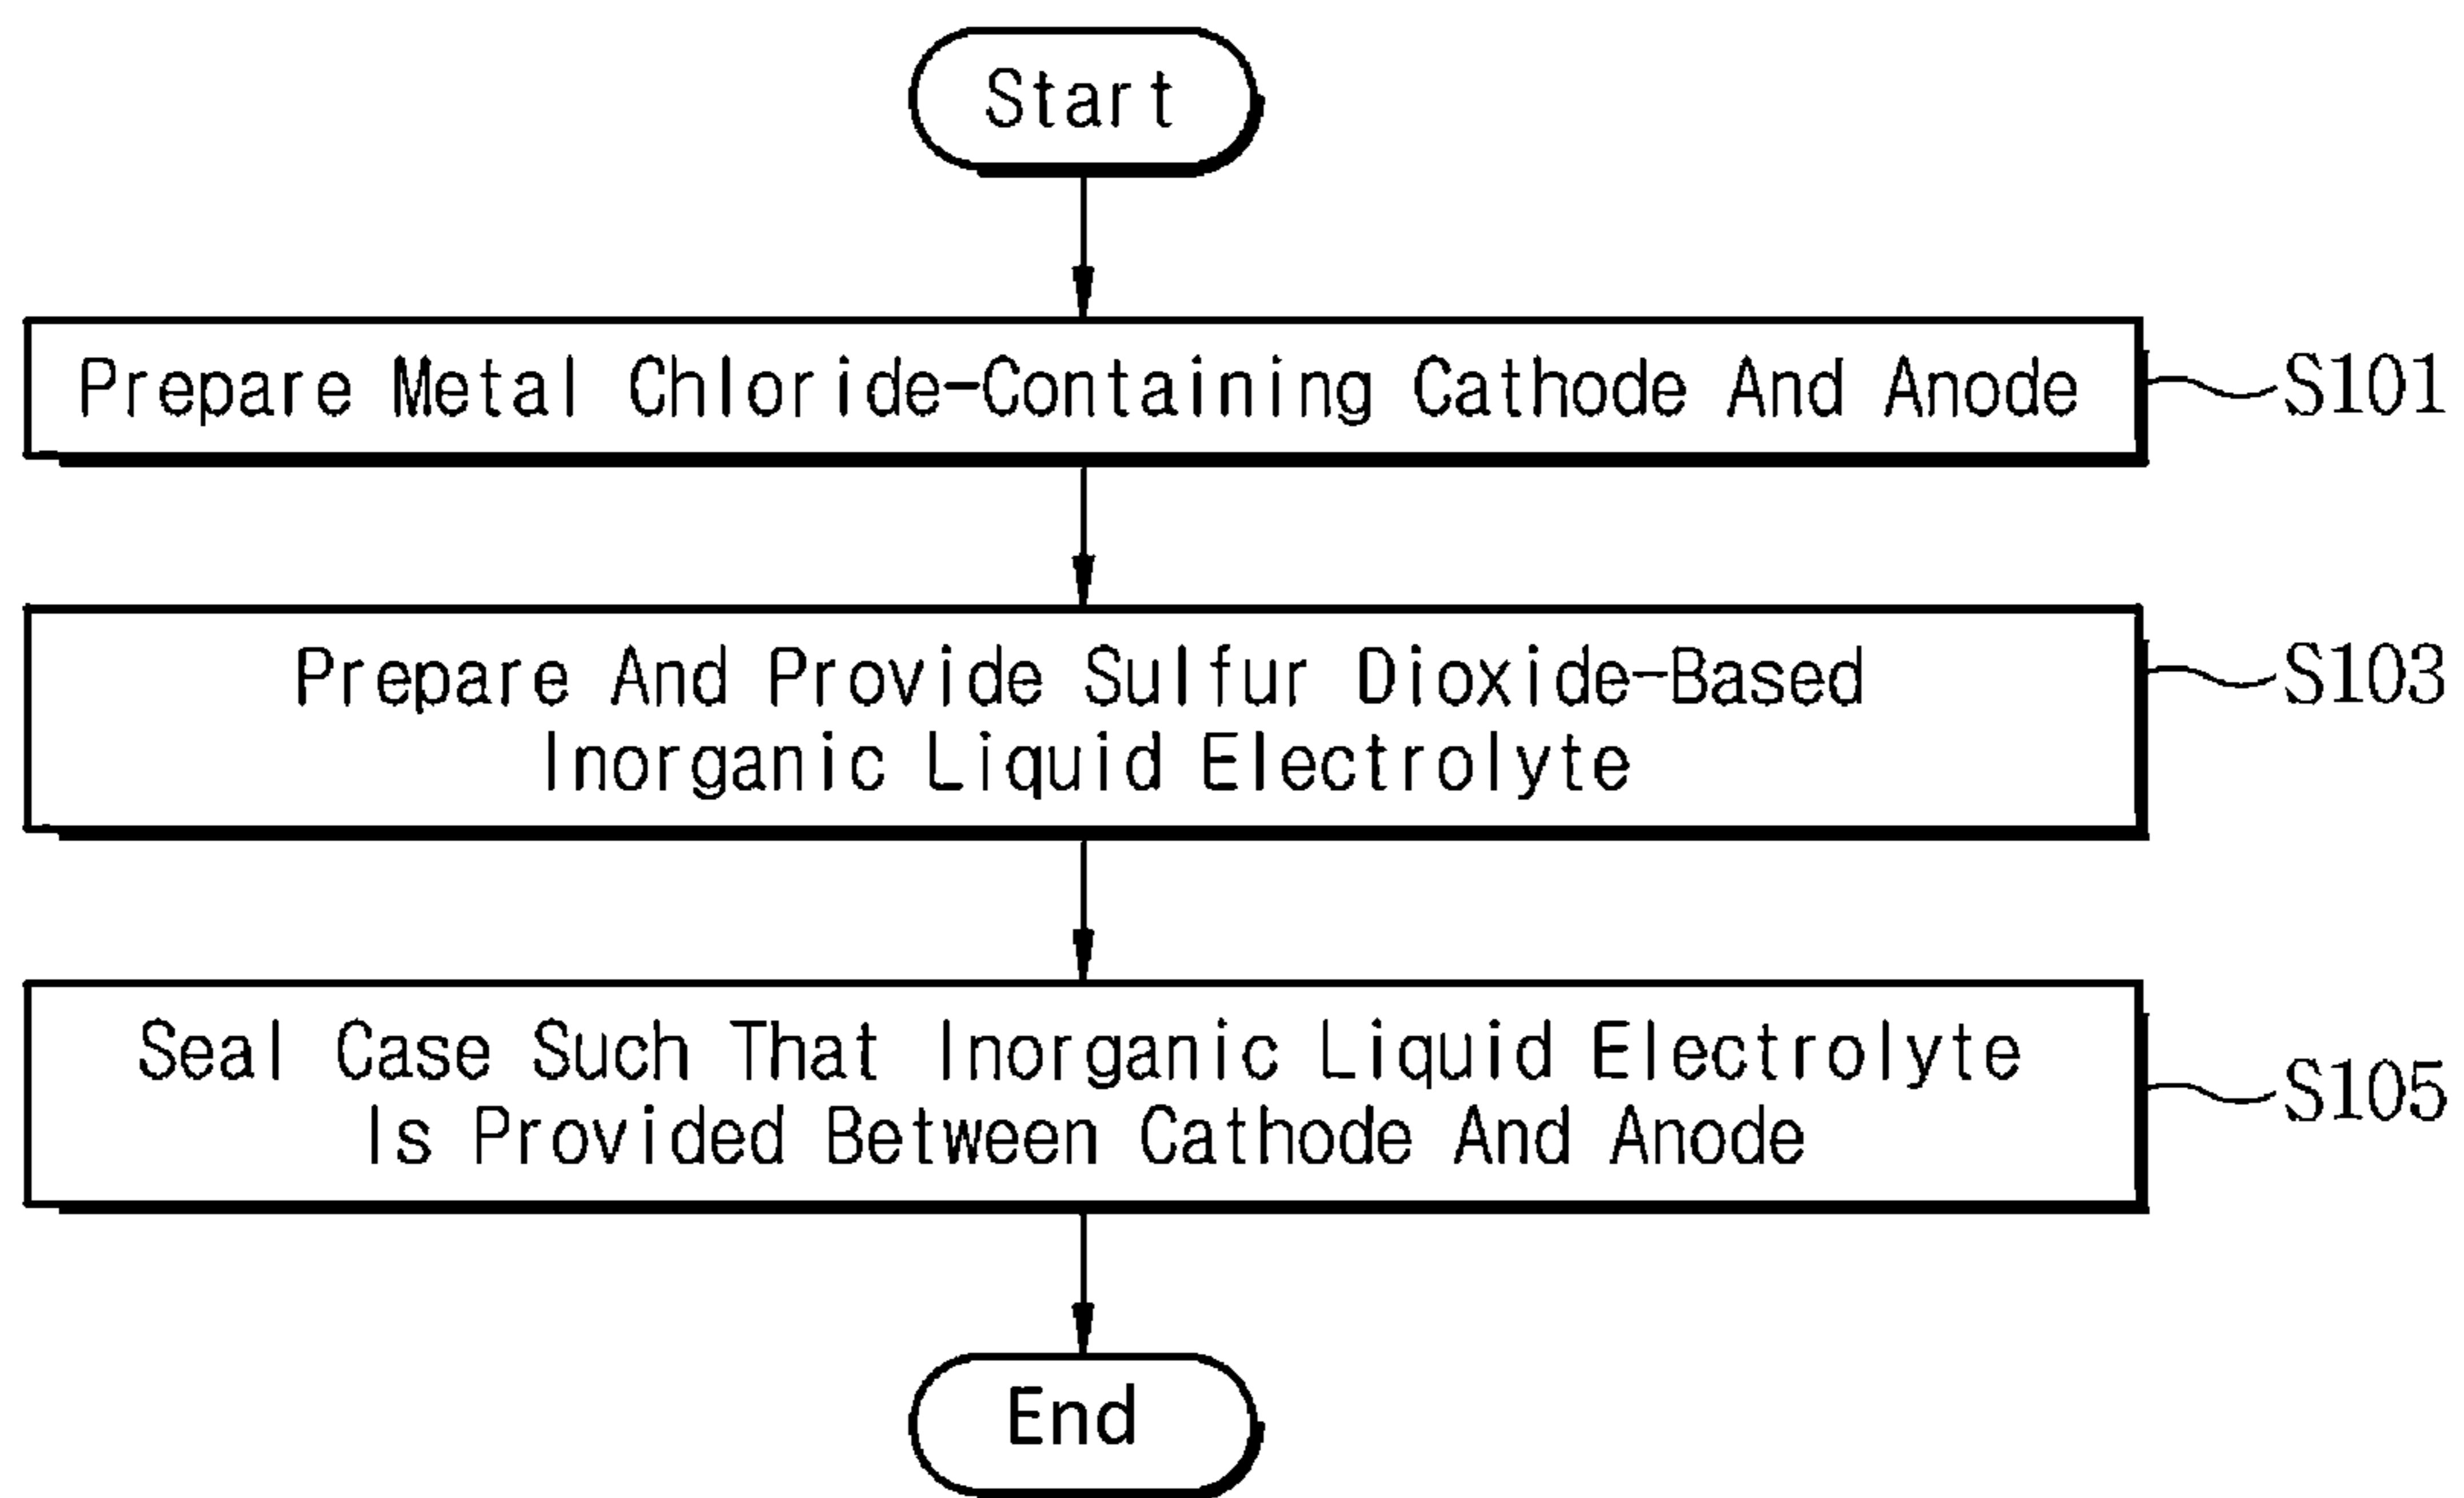 Start
Prepare Metal Chloride-Containing Cathode And Anode
S101
Prepare And Provide Sulfur Dioxide-Based
Inorganic Liquid Electrolyte
S103
Seal Case Such That Inorganic Liquid Electrolyte
Is Provided Between Cathode And Anode
S105
End